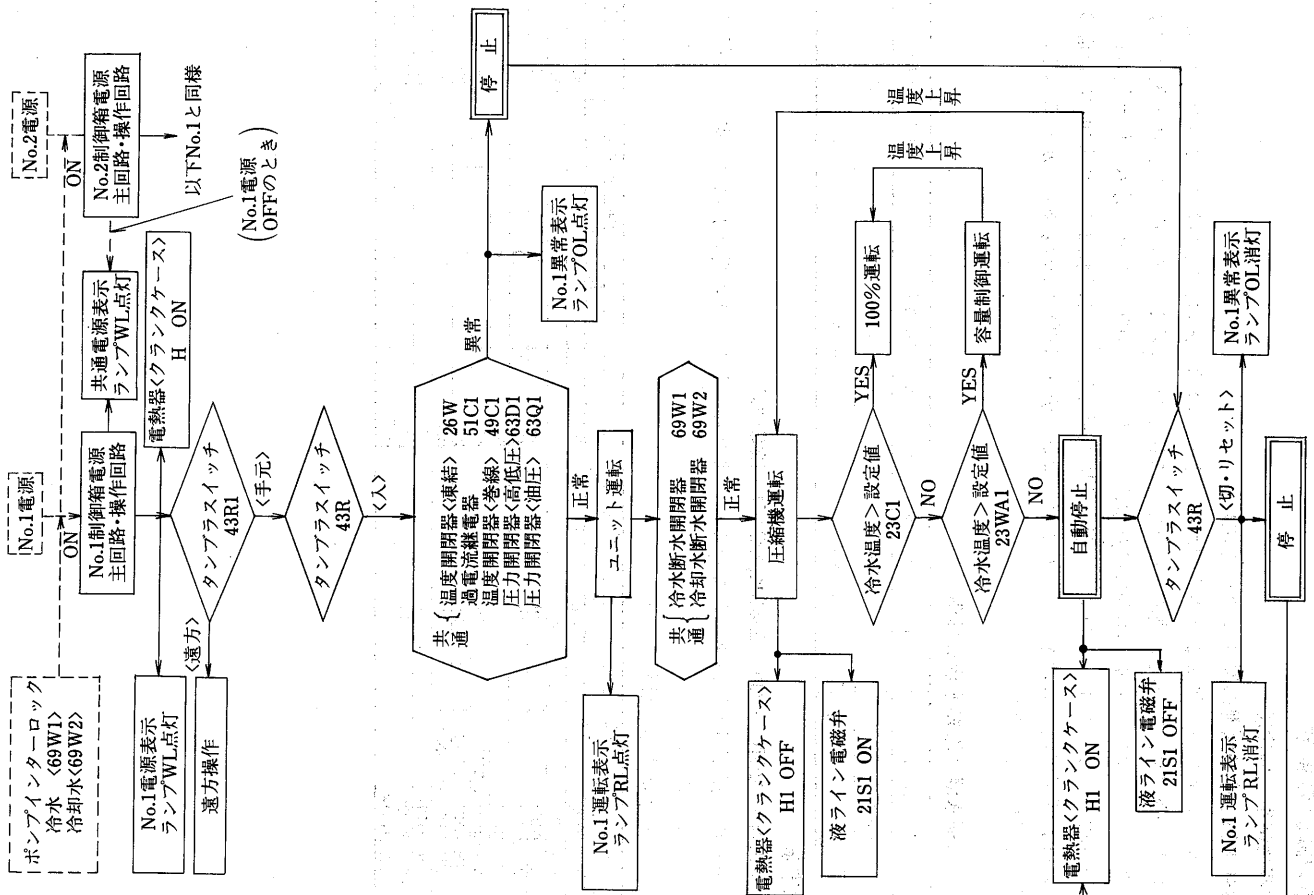 No.1電源
No.2電源
ポンプインターロック
冷水 <69W1>
冷却水<69W2>
ON
ON
No.1制御箱電源
主回路・操作回路
No.2制御箱電源
主回路・操作回路
共通電源表示
ランプWL点灯
以下No.1と同様
(No.1電源
OFFのとき)
No.1電源表示
ランプWL点灯
電熱器<クランクケース>
H ON
タンブラスイッチ
43R1
<遠方>
遠方操作
<手元>
タンブラスイッチ
43R
<入>
共通
温度開閉器<凍結> 26W
過電流継電器 51C1
温度開閉器<巻線> 49C1
圧力開閉器<高低圧>63D1
圧力開閉器<油圧> 63Q1
異常
停 止
No.1異常表示
ランプOL点灯
正常
ユニット運転
No.1運転表示
ランプRL点灯
共通
冷水断水開閉器 69W1
冷却水断水開閉器 69W2
正常
圧縮機運転
電熱器<クランクケース>
H1 OFF
液ライン電磁弁
21S1 ON
冷水温度>設定値
23C1
YES
100%運転
温度上昇
温度上昇
NO
冷水温度>設定値
23WA1
YES
容量制御運転
NO
自動停止
電熱器<クランクケース>
H1 ON
液ライン電磁弁
21S1 OFF
タンブラスイッチ
43R
<切・リセット>
No.1運転表示
ランプRL消灯
No.1異常表示
ランプOL消灯
停 止